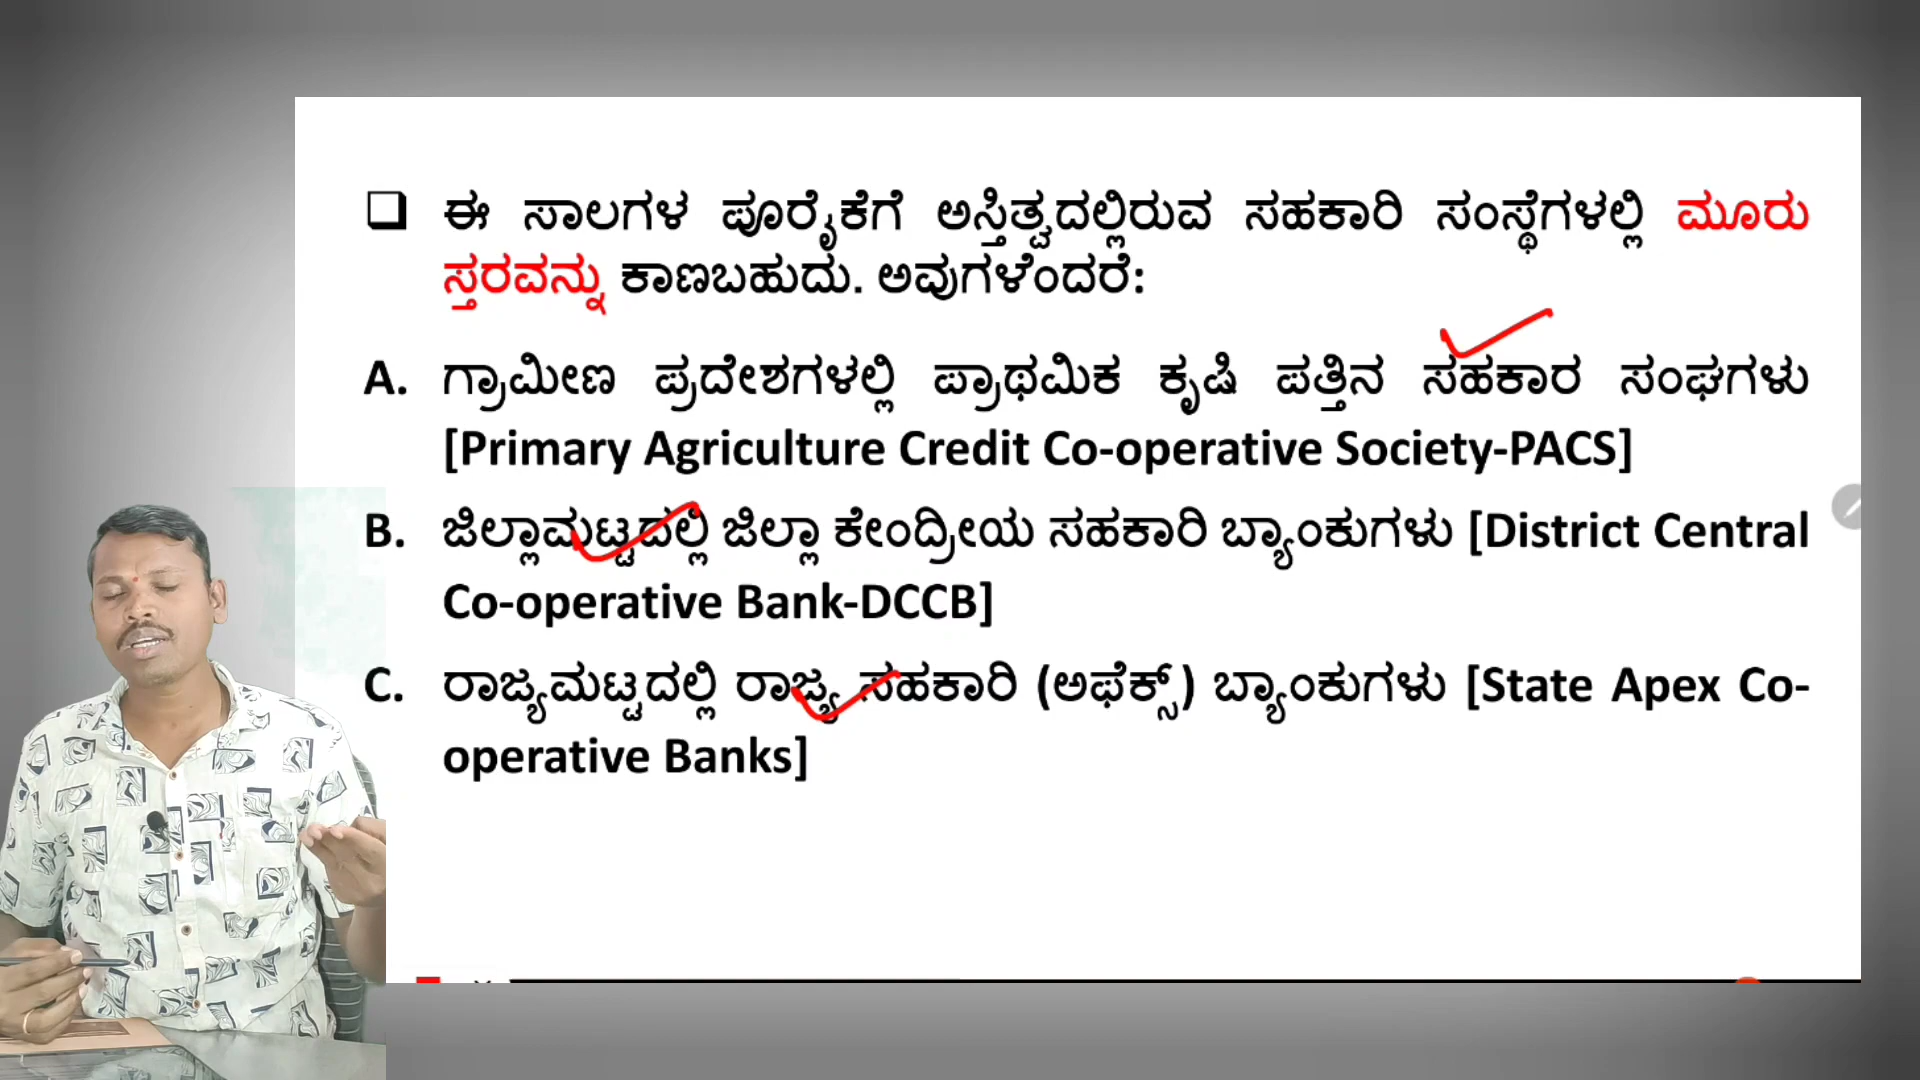 ಈ ಸಾಲಗಳ ಪೂರೈಕೆಗೆ ಅಸ್ತಿತ್ವದಲ್ಲಿರುವ ಸಹಕಾರಿ ಸಂಸ್ಥೆಗಳಲ್ಲಿ ಮೂರು
ಸ್ತರವನ್ನು ಕಾಣಬಹುದು. ಅವುಗಳೆಂದರೆ:
A. ಗ್ರಾಮೀಣ ಪ್ರದೇಶಗಳಲ್ಲಿ ಪ್ರಾಥಮಿಕ ಕೃಷಿ ಪತ್ತಿನ ಸಹಕಾರ ಸಂಘಗಳು
[Primary Agriculture Credit Co-operative Society-PACS]
B. ಜಿಲ್ಲಾಮಟ್ಟದಲ್ಲಿ ಜಿಲ್ಲಾ ಕೇಂದ್ರೀಯ ಸಹಕಾರಿ ಬ್ಯಾಂಕುಗಳು [District Central
Co-operative Bank-DCCB]
C. ರಾಜ್ಯಮಟ್ಟದಲ್ಲಿ ರಾಜ್ಯ ಸಹಕಾರಿ (ಅಫೆಕ್ಸ್) ಬ್ಯಾಂಕುಗಳು [State Apex Co-
operative Banks]